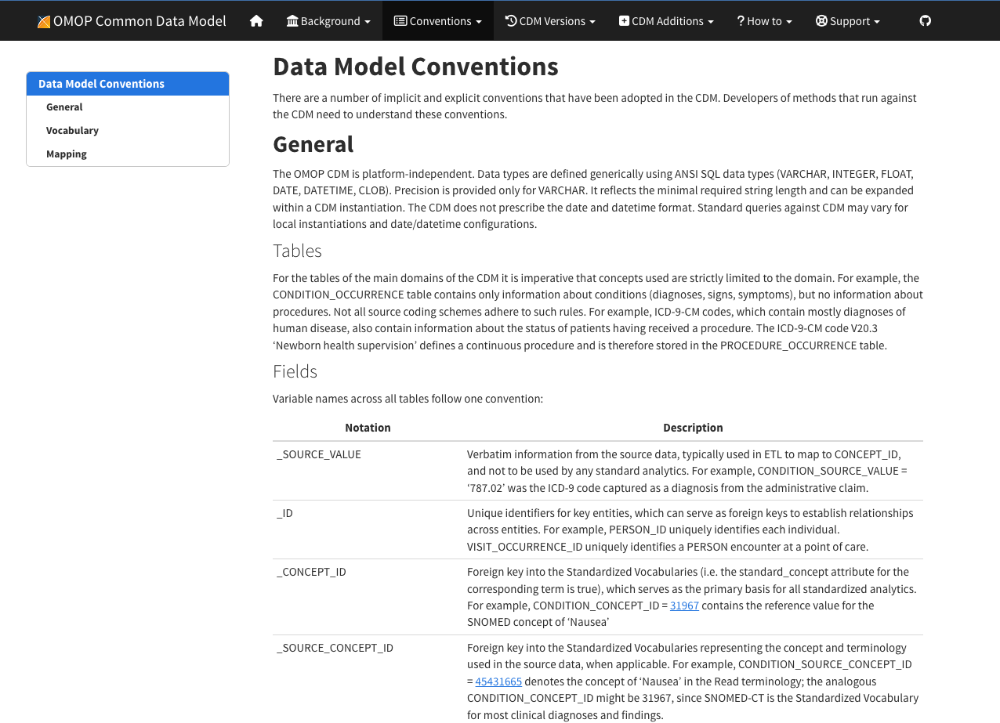 OMOP Common Data Model
Background
Conventions
CDM Versions
CDM Additions
? How to
Support
Data Model Conventions
General
Vocabulary
Mapping
Data Model Conventions
There are a number of implicit and explicit conventions that have been adopted in the CDM. Developers of methods that run against
the CDM need to understand these conventions.
General
The OMOP CDM is platform-independent. Data types are defined generically using ANSI SQL data types (VARCHAR, INTEGER, FLOAT,
DATE, DATETIME, CLOB). Precision is provided only for VARCHAR. It reflects the minimal required string length and can be expanded
within a CDM instantiation. The CDM does not prescribe the date and datetime format. Standard queries against CDM may vary for
local instantiations and date/datetime configurations.
Tables
For the tables of the main domains of the CDM it is imperative that concepts used are strictly limited to the domain. For example, the
CONDITION_OCCURRENCE table contains only information about conditions (diagnoses, signs, symptoms), but no information about
procedures. Not all source coding schemes adhere to such rules. For example, ICD-9-CM codes, which contain mostly diagnoses of
human disease, also contain information about the status of patients having received a procedure. The ICD-9-CM code V20.3
‘Newborn health supervision’ defines a continuous procedure and is therefore stored in the PROCEDURE_OCCURRENCE table.
Fields
Variable names across all tables follow one convention:
Notation
Description
_SOURCE_VALUE
Verbatim information from the source data, typically used in ETL to map to CONCEPT_ID,
and not to be used by any standard analytics. For example, CONDITION_SOURCE_VALUE =
‘787.02’ was the ICD-9 code captured as a diagnosis from the administrative claim.
_ID
Unique identifiers for key entities, which can serve as foreign keys to establish relationships
across entities. For example, PERSON_ID uniquely identifies each individual.
VISIT_OCCURRENCE_ID uniquely identifies a PERSON encounter at a point of care.
_CONCEPT_ID
Foreign key into the Standardized Vocabularies (i.e. the standard_concept attribute for the
corresponding term is true), which serves as the primary basis for all standardized analytics.
For example, CONDITION_CONCEPT_ID = 31967 contains the reference value for the
SNOMED concept of ‘Nausea’
_SOURCE_CONCEPT_ID
Foreign key into the Standardized Vocabularies representing the concept and terminology
used in the source data, when applicable. For example, CONDITION_SOURCE_CONCEPT_ID
= 45431665 denotes the concept of ‘Nausea’ in the Read terminology; the analogous
CONDITION_CONCEPT_ID might be 31967, since SNOMED-CT is the Standardized Vocabulary
for most clinical diagnoses and findings.